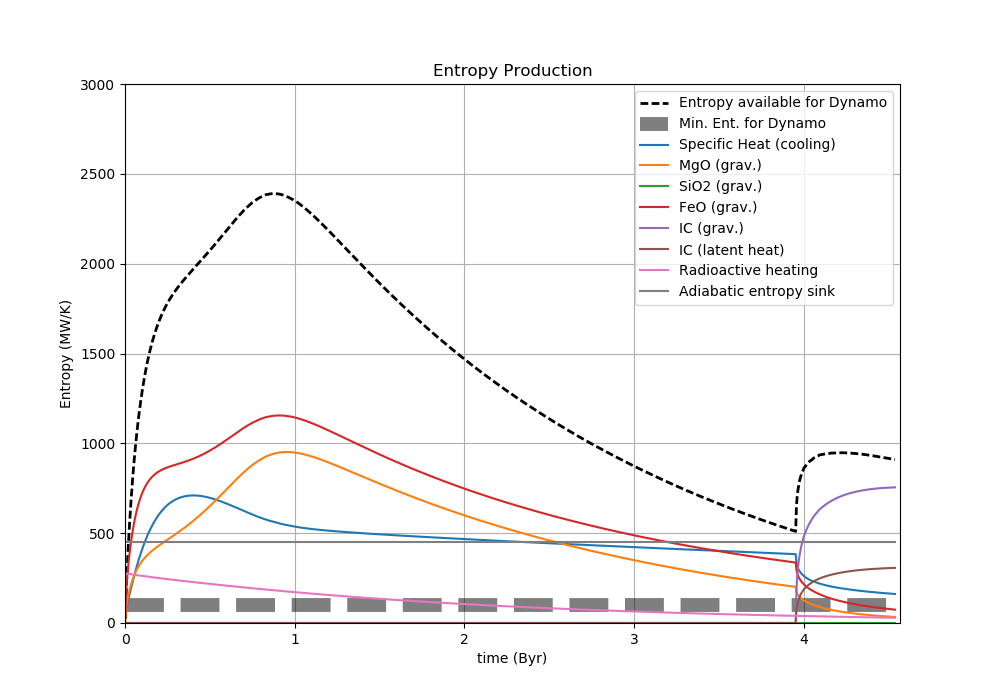 Entropy Production
3000
2500
2000
1500
1000
500
0
Entropy (MW/K)
0
1
2
3
4
time (Byr)
Entropy available for Dynamo
Min. Ent. for Dynamo
Specific Heat (cooling)
MgO (grav.)
SiO2 (grav.)
FeO (grav.)
IC (grav.)
IC (latent heat)
Radioactive heating
Adiabatic entropy sink